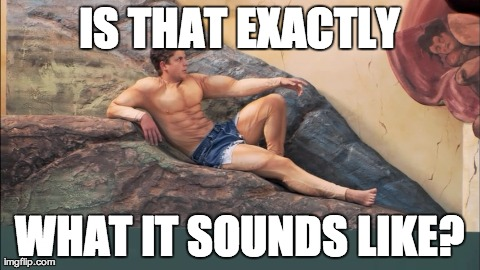 IS THAT EXACTLY
WHAT IT SOUNDS LIKE?
imgflip.com